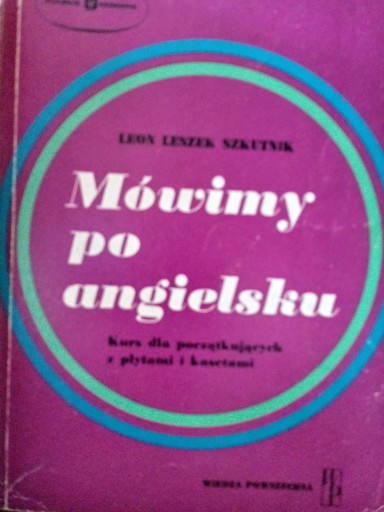 LEON LESZEK SZKUTNIK
Mówimy
po
angielsku
Kurs dla początkujących
z płytami i kasetami
WIEDZA POWSZECHNA